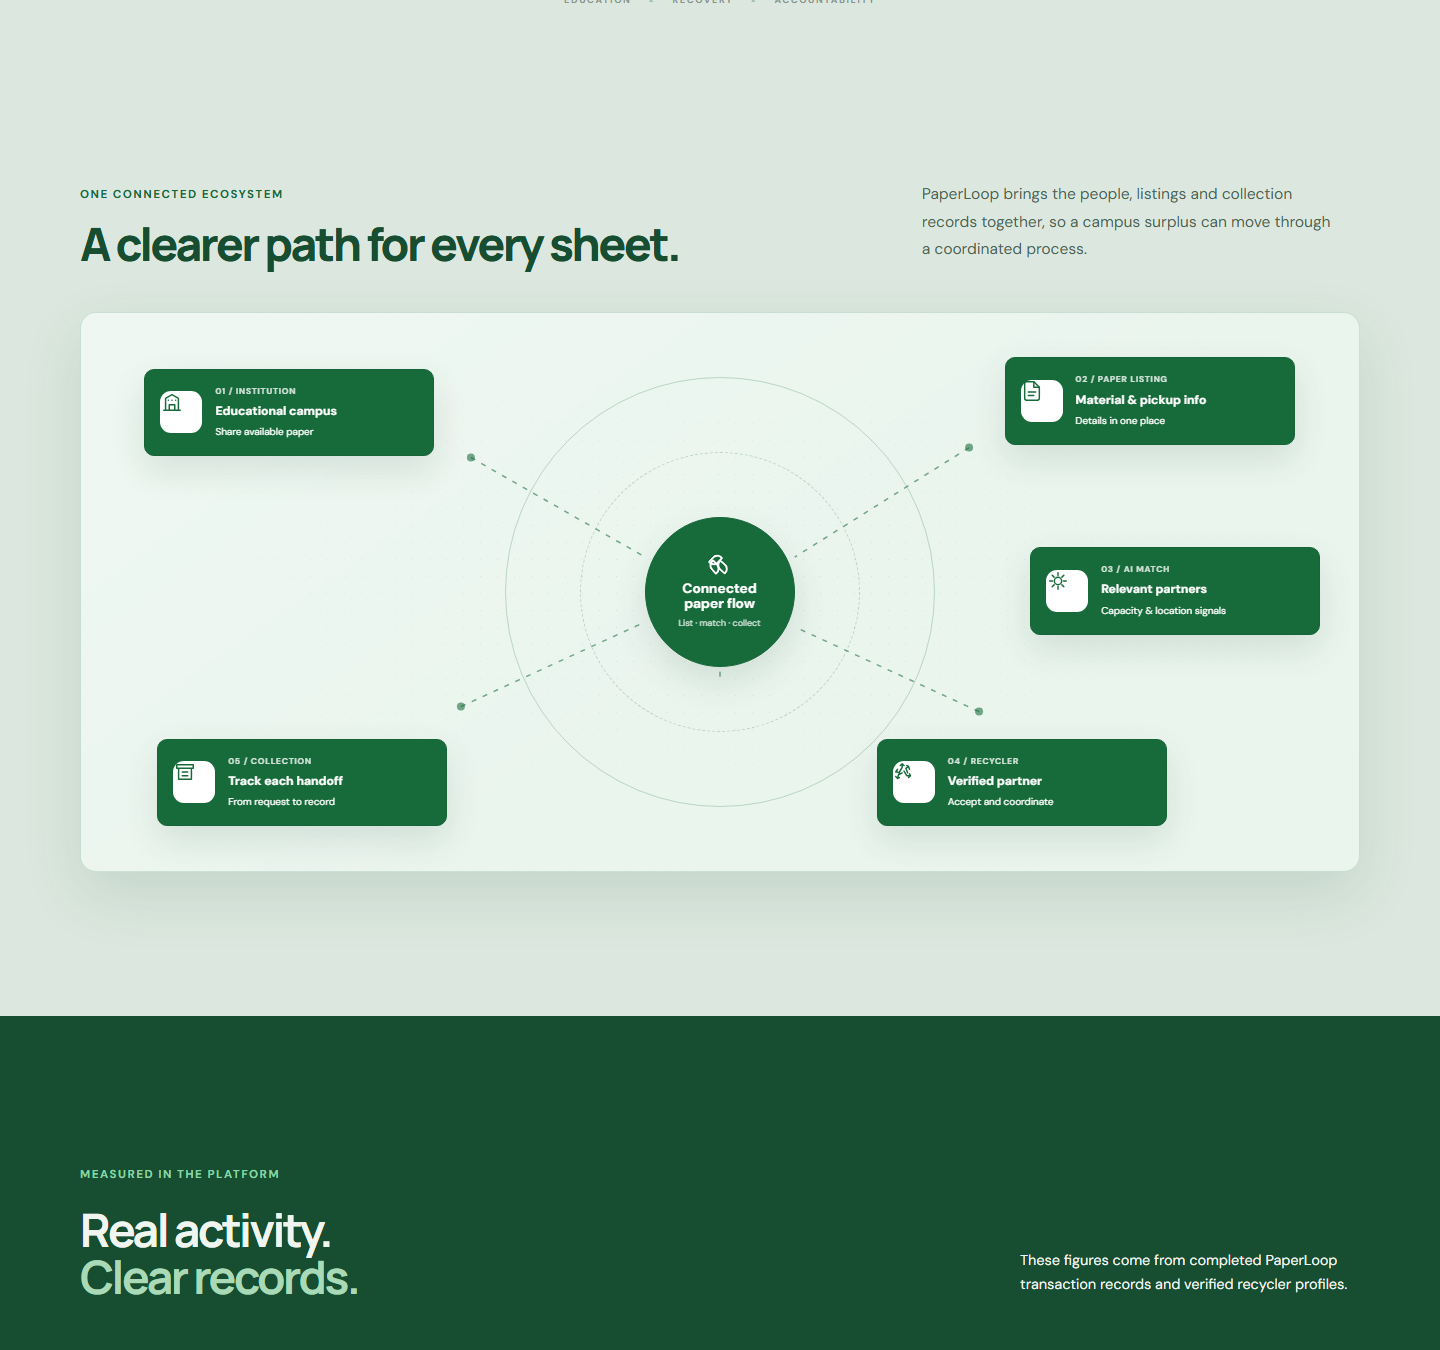 EDUCATION • RECOVERY • ACCOUNTABILITY
ONE CONNECTED ECOSYSTEM
A clearer path for every sheet.
PaperLoop brings the people, listings and collection
records together, so a campus surplus can move through
a coordinated process.
01 / INSTITUTION
Educational campus
Share available paper
02 / PAPER LISTING
Material & pickup info
Details in one place
03 / AI MATCH
Relevant partners
Capacity & location signals
Connected
paper flow
List · match · collect
05 / COLLECTION
Track each handoff
From request to record
04 / RECYCLER
Verified partner
Accept and coordinate
MEASURED IN THE PLATFORM
Real activity.
Clear records.
These figures come from completed PaperLoop
transaction records and verified recycler profiles.